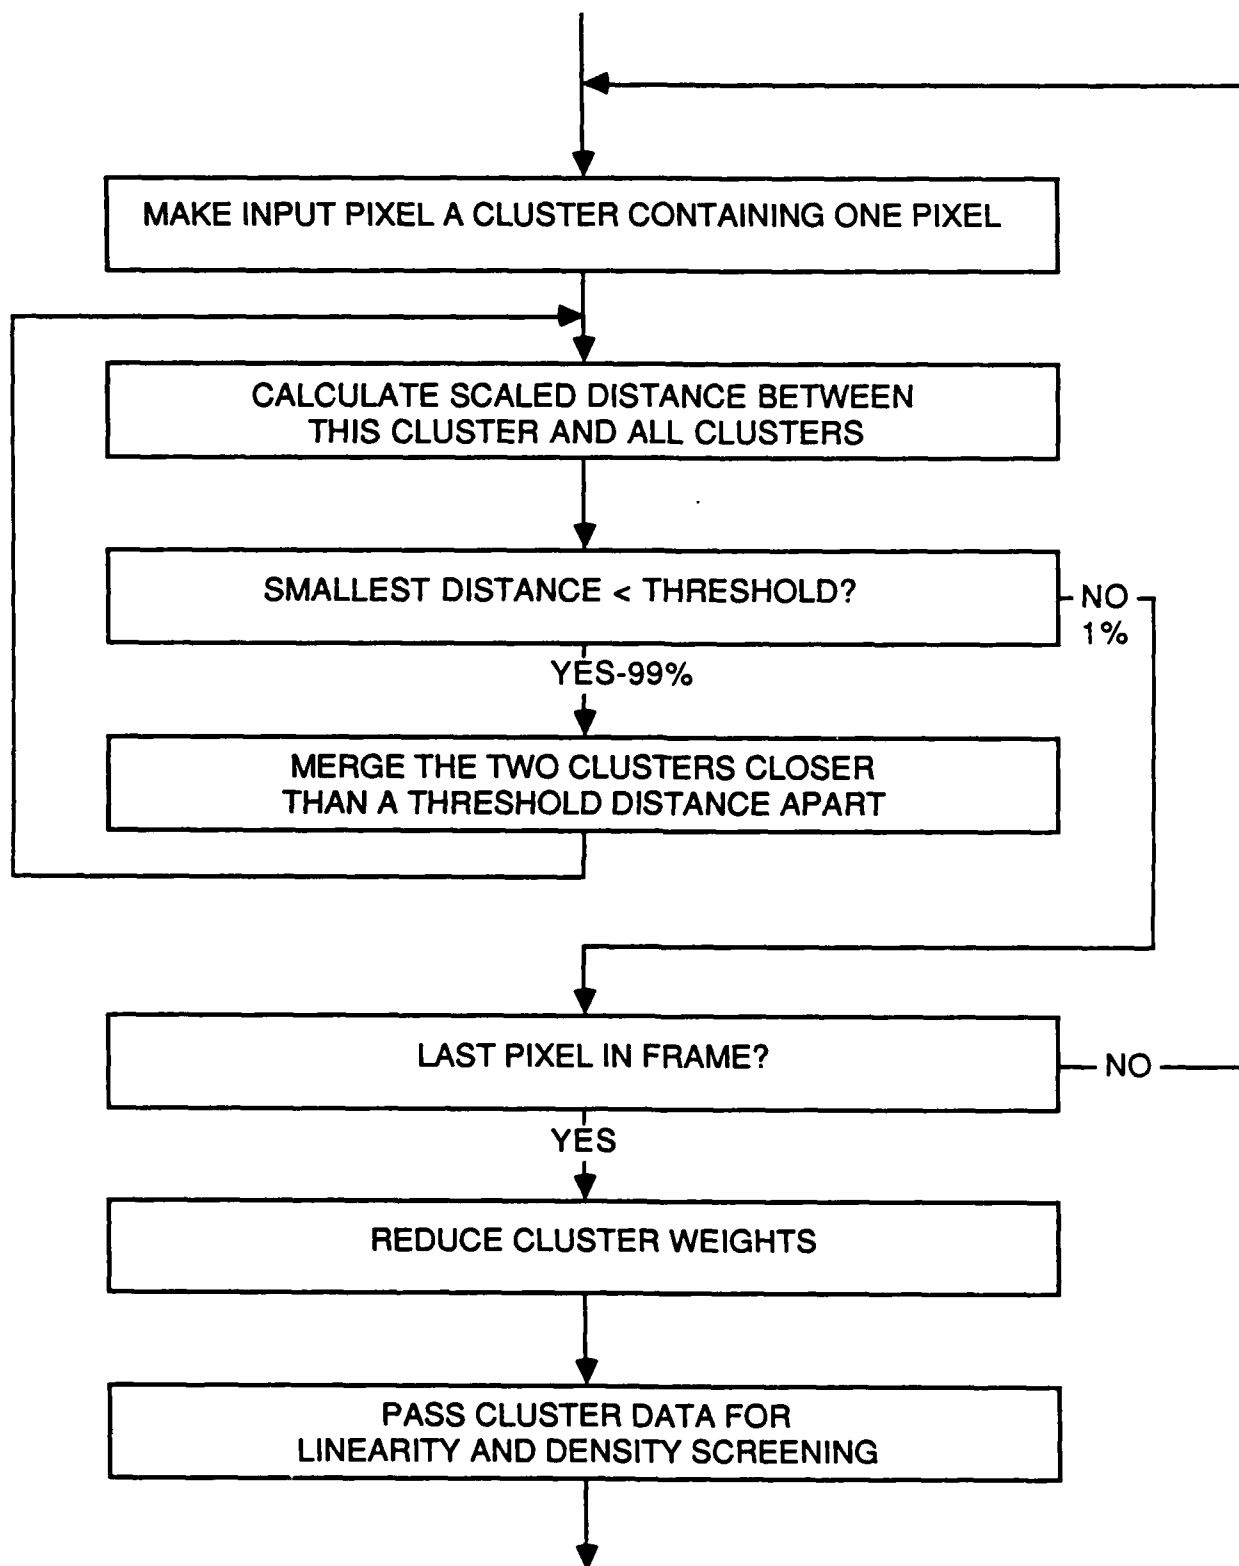 MAKE INPUT PIXEL A CLUSTER CONTAINING ONE PIXEL
CALCULATE SCALED DISTANCE BETWEEN
THIS CLUSTER AND ALL CLUSTERS
SMALLEST DISTANCE < THRESHOLD?
NO
1%
YES-99%
MERGE THE TWO CLUSTERS CLOSER
THAN A THRESHOLD DISTANCE APART
LAST PIXEL IN FRAME?
NO
YES
REDUCE CLUSTER WEIGHTS
PASS CLUSTER DATA FOR
LINEARITY AND DENSITY SCREENING